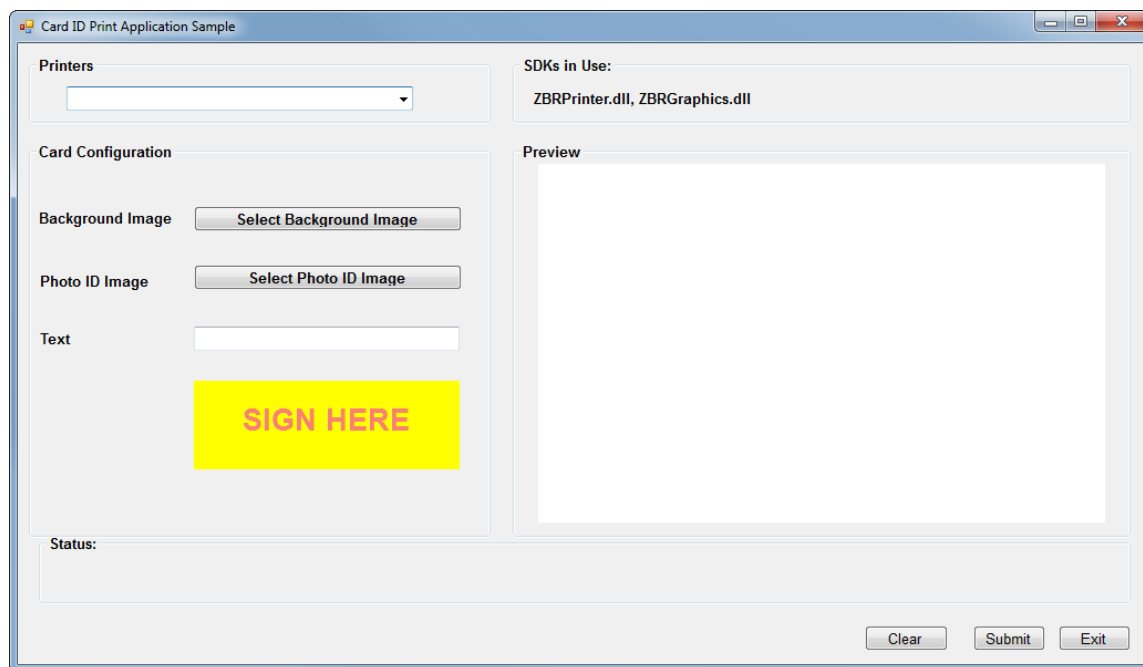 Card ID Print Application Sample
Printers
SDKs in Use:
ZBRPrinter.dll, ZBRGraphics.dll
Card Configuration
Preview
Background Image
Select Background Image
Photo ID Image
Select Photo ID Image
Text
SIGN HERE
Status:
Clear
Submit
Exit